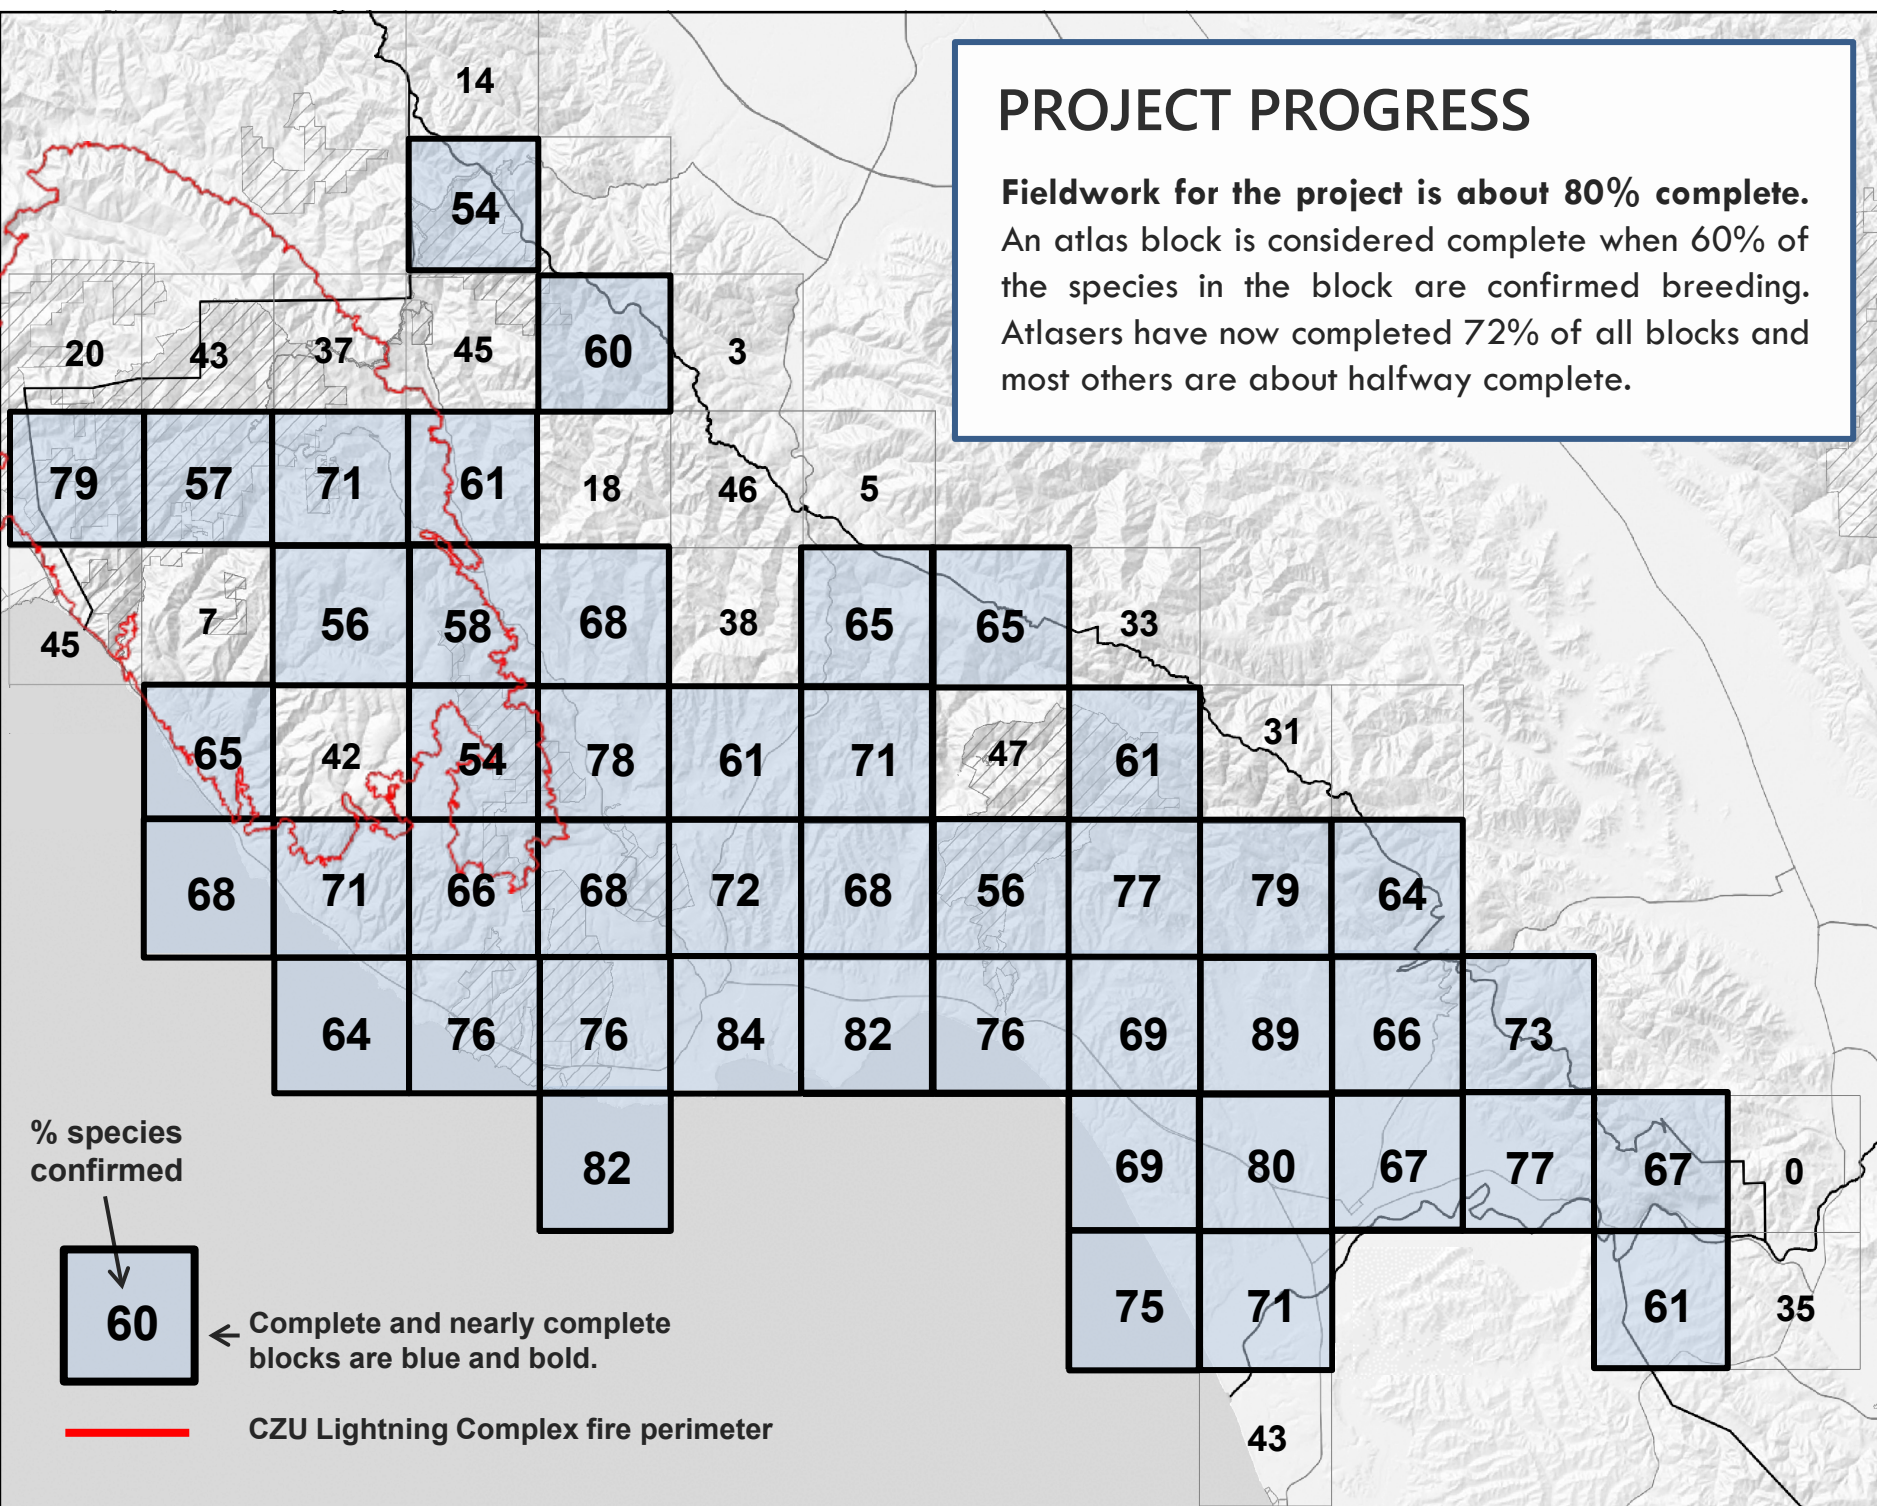 PROJECT PROGRESS
Fieldwork for the project is about 80% complete.
An atlas block is considered complete when 60% of
the species in the block are confirmed breeding.
Atlasers have now completed 72% of all blocks and
most others are about halfway complete.
14
54
20 43 37 45 60 3
79 57 71 61 18 46 5
45 7 56 58 68 38 65 65 33
65 42 54 78 61 71 47 61 31
68 71 66 68 72 68 56 77 79 64
64 76 76 84 82 76 69 89 66 73
82 69 80 67 77 67 0
75 71 61 35
43
% species
confirmed
60
Complete and nearly complete
blocks are blue and bold.
CZU Lightning Complex fire perimeter